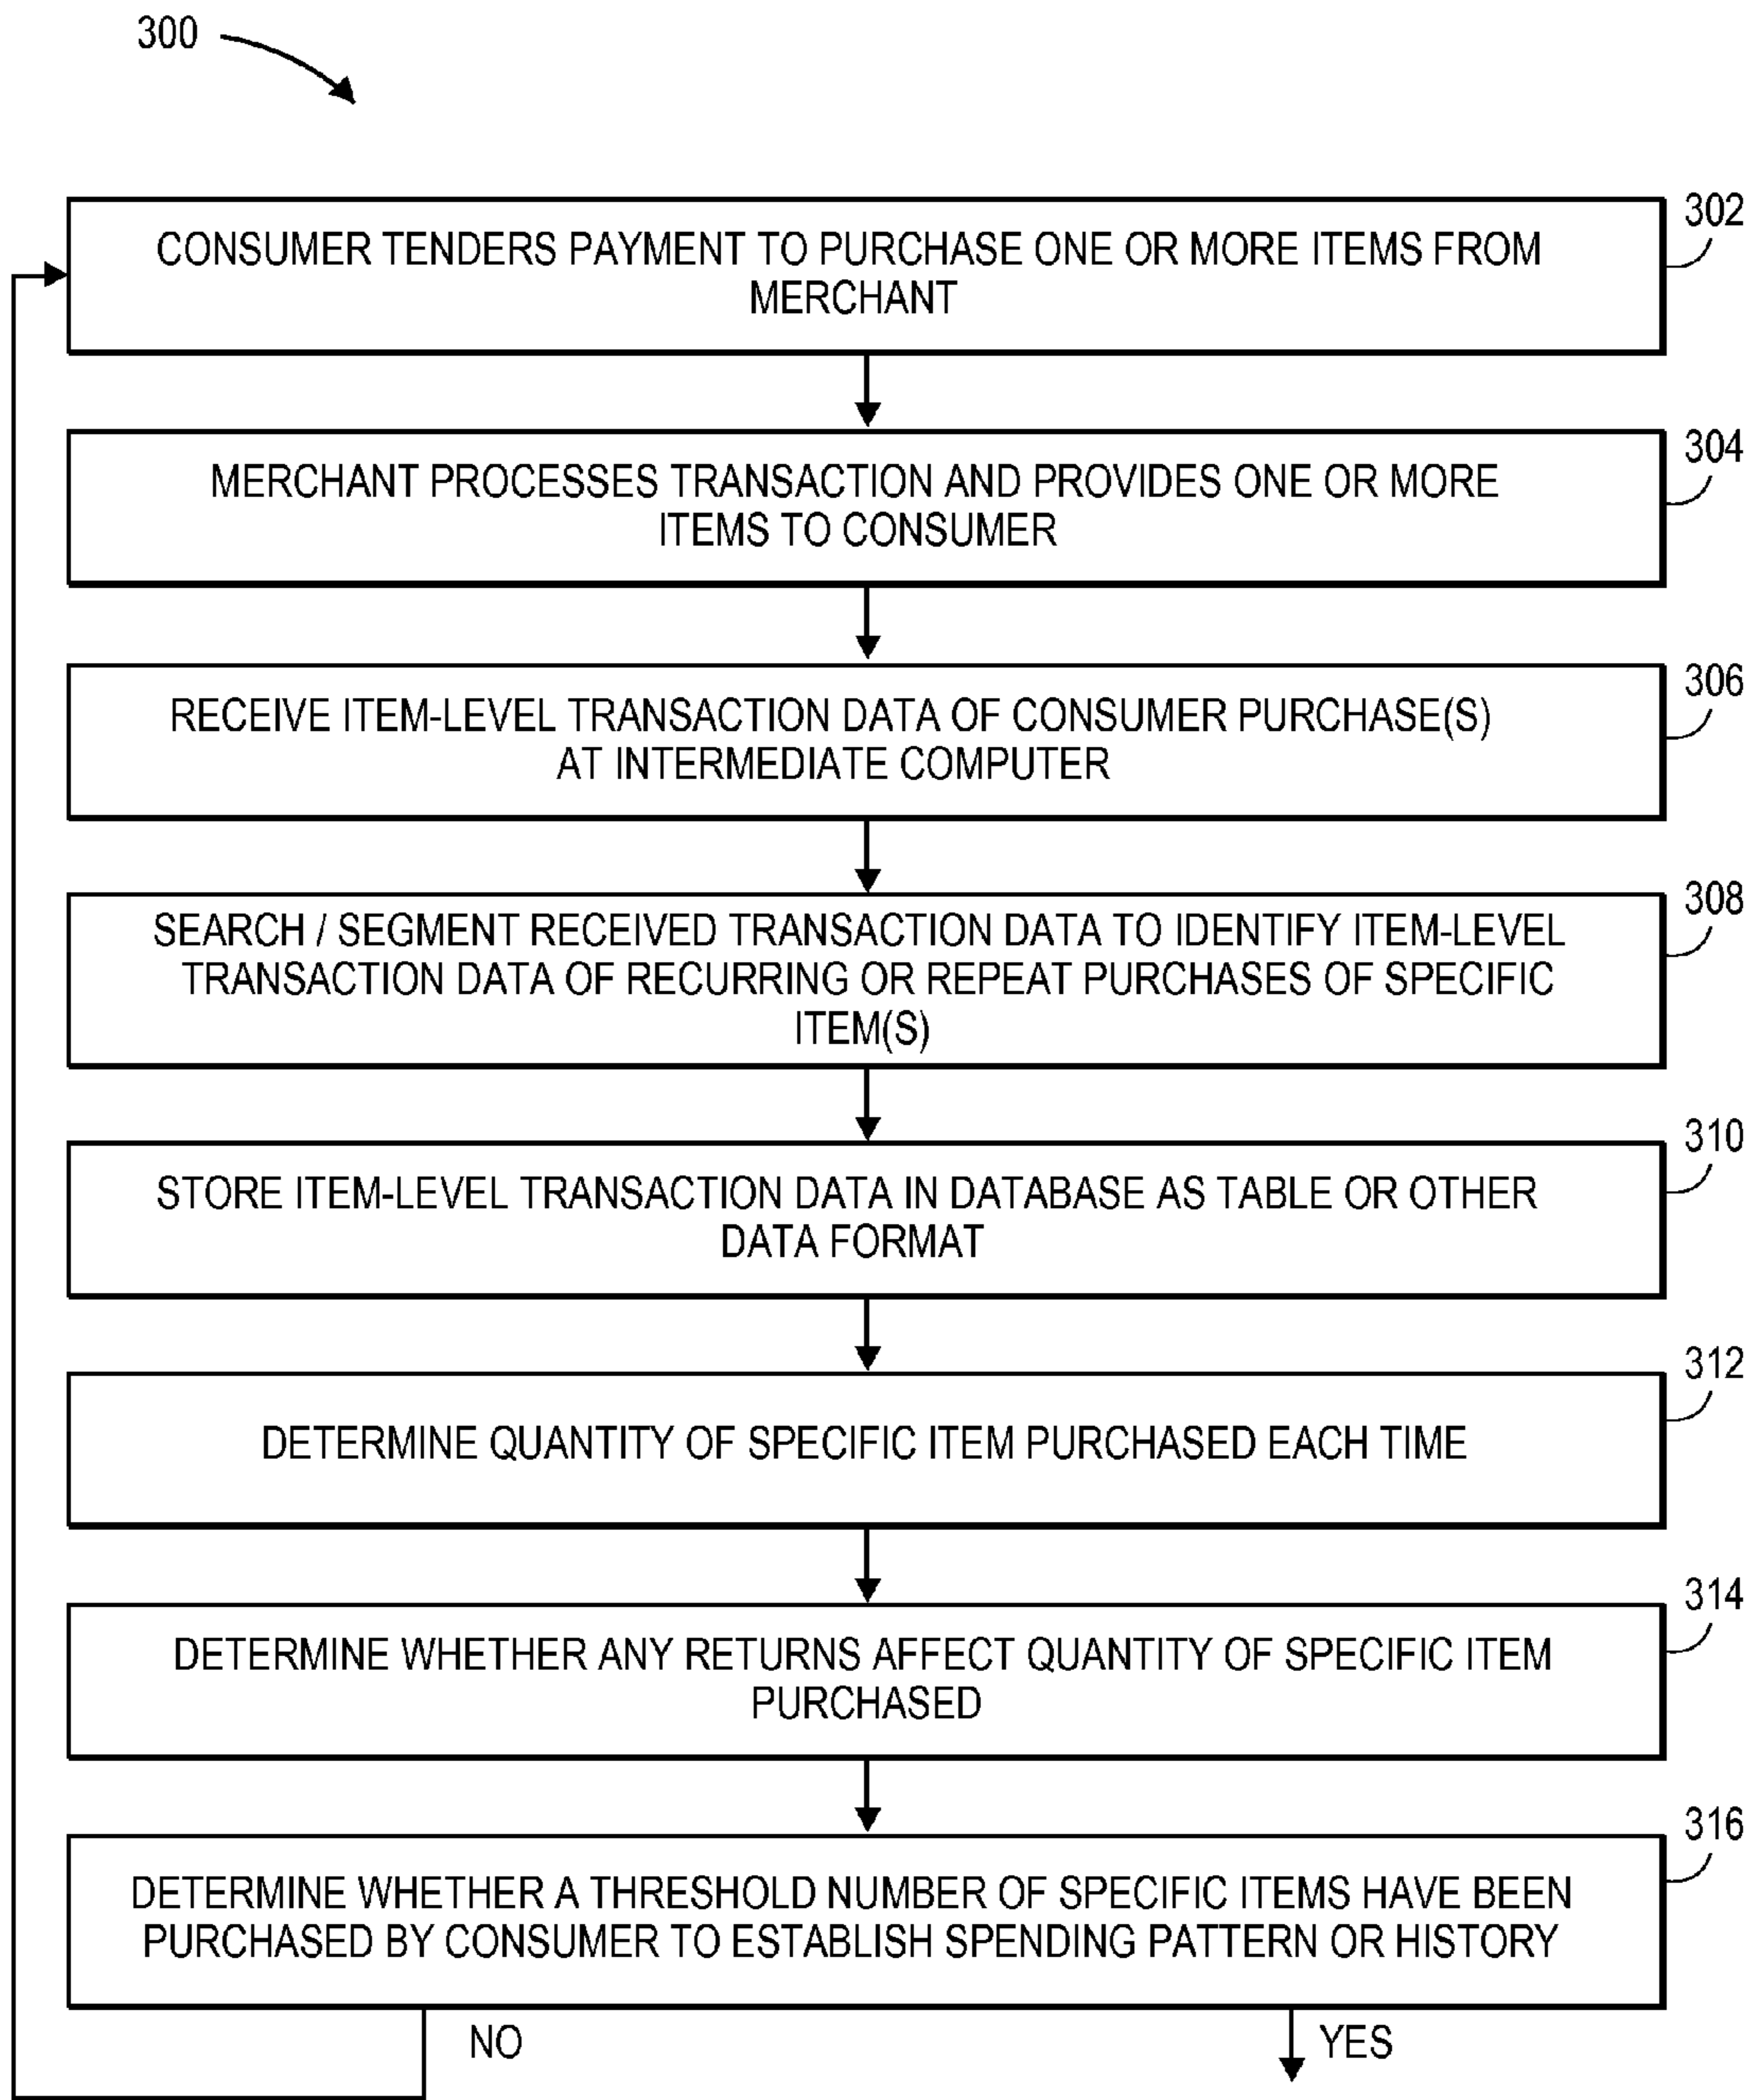 300
302
CONSUMER TENDERS PAYMENT TO PURCHASE ONE OR MORE ITEMS FROM
MERCHANT
304
MERCHANT PROCESSES TRANSACTION AND PROVIDES ONE OR MORE
ITEMS TO CONSUMER
306
RECEIVE ITEM-LEVEL TRANSACTION DATA OF CONSUMER PURCHASE(S)
AT INTERMEDIATE COMPUTER
308
SEARCH / SEGMENT RECEIVED TRANSACTION DATA TO IDENTIFY ITEM-LEVEL
TRANSACTION DATA OF RECURRING OR REPEAT PURCHASES OF SPECIFIC
ITEM(S)
310
STORE ITEM-LEVEL TRANSACTION DATA IN DATABASE AS TABLE OR OTHER
DATA FORMAT
312
DETERMINE QUANTITY OF SPECIFIC ITEM PURCHASED EACH TIME
314
DETERMINE WHETHER ANY RETURNS AFFECT QUANTITY OF SPECIFIC ITEM
PURCHASED
316
DETERMINE WHETHER A THRESHOLD NUMBER OF SPECIFIC ITEMS HAVE BEEN
PURCHASED BY CONSUMER TO ESTABLISH SPENDING PATTERN OR HISTORY
NO
YES